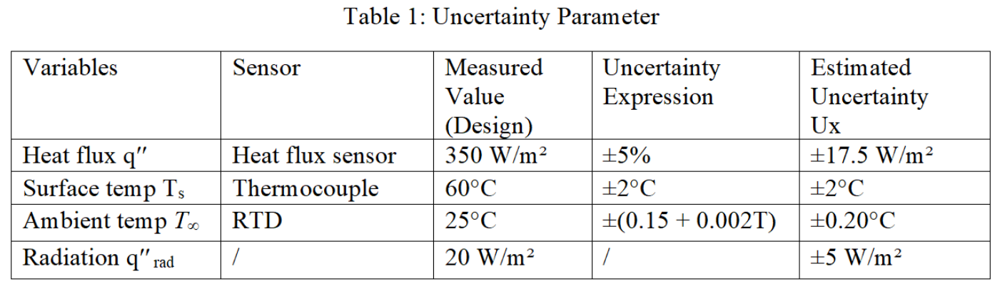 Table 1: Uncertainty Parameter
Variables Sensor Measured Value (Design) Uncertainty Expression Estimated Uncertainty Ux
Heat flux q″ Heat flux sensor 350 W/m² ±5% ±17.5 W/m²
Surface temp Tₛ Thermocouple 60°C ±2°C ±2°C
Ambient temp T∞ RTD 25°C ±(0.15 + 0.002T) ±0.20°C
Radiation q″ rad / 20 W/m² / ±5 W/m²